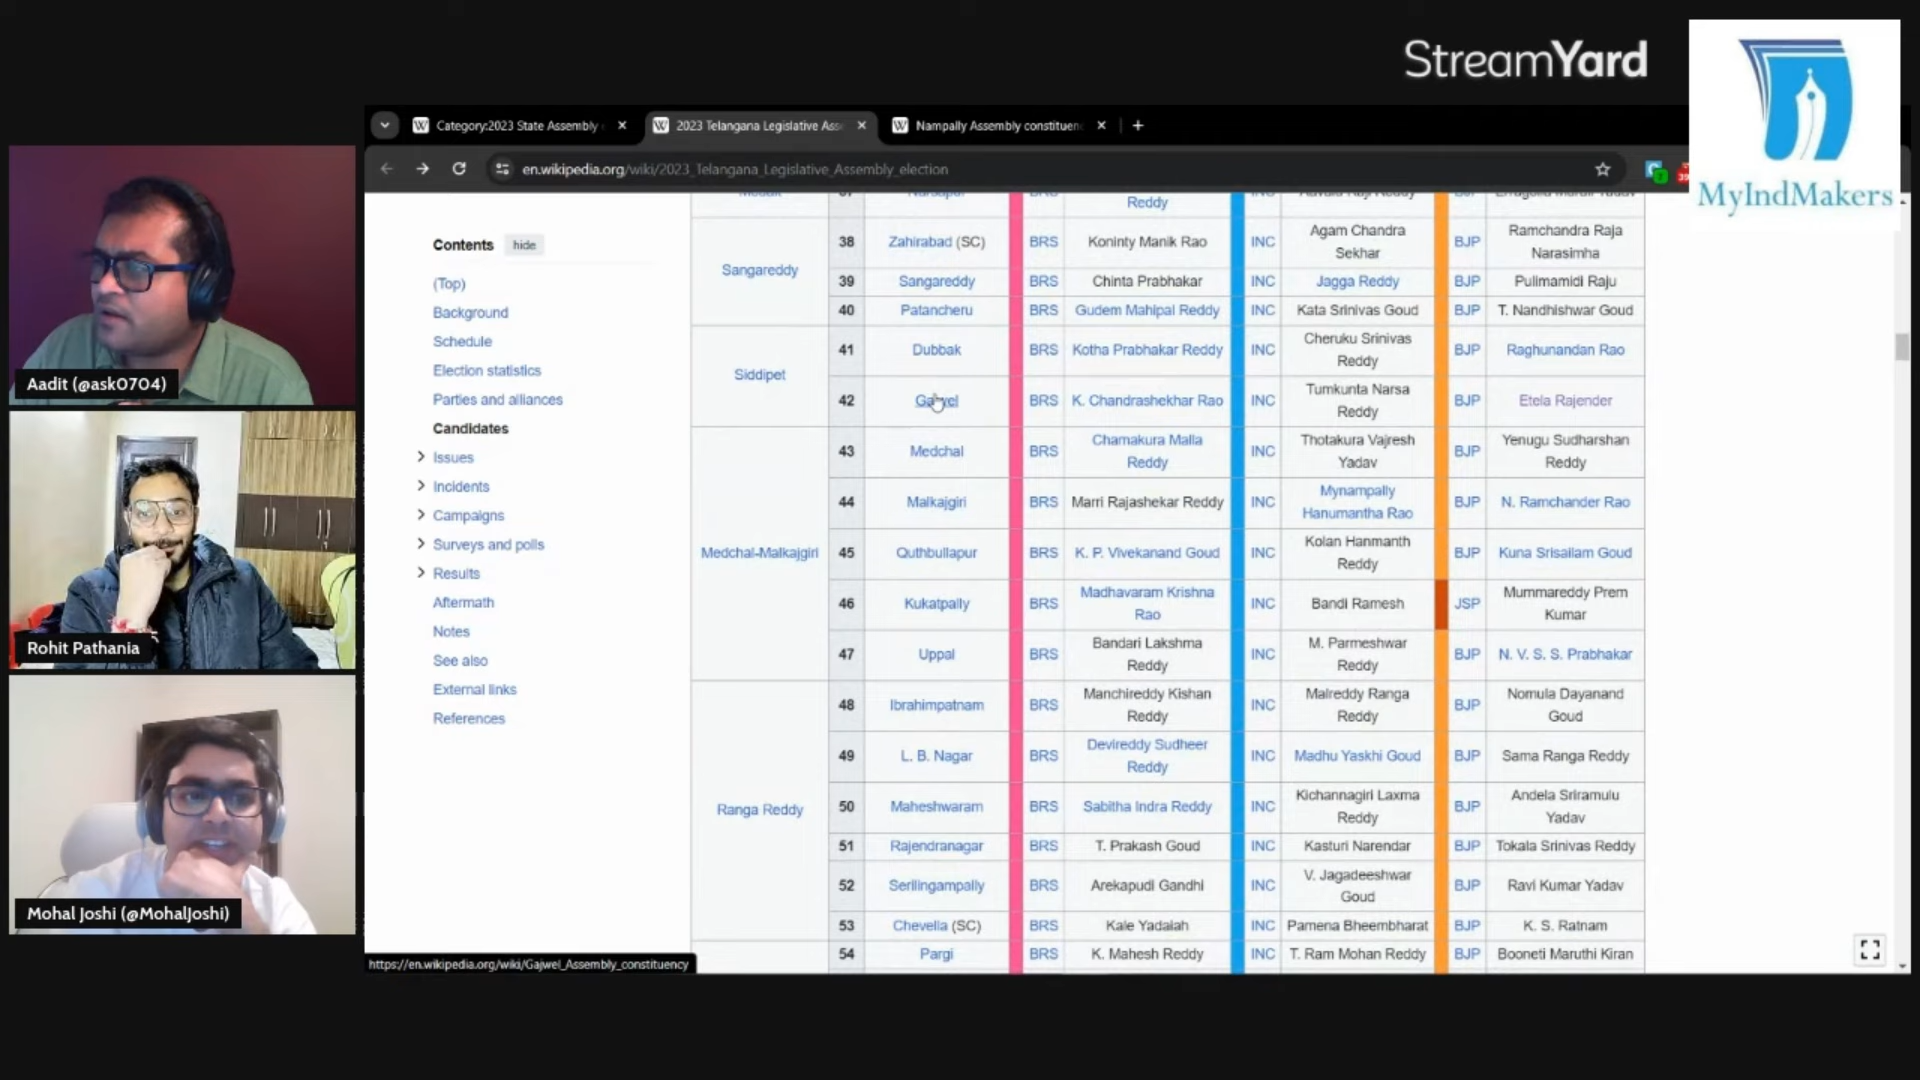 StreamYard
MyIndMakers
Category:2023 State Assembly
2023 Telangana Legislative Ass
Nampally Assembly constituen
en.wikipedia.org/wiki/2023_Telangana_Legislative_Assembly_election
39
Aadit (@ask0704)
Rohit Pathania
Mohal Joshi (@MohalJoshi)
Contents hide
(Top)
Background
Schedule
Election statistics
Parties and alliances
Candidates
Issues
Incidents
Campaigns
Surveys and polls
Results
Aftermath
Notes
See also
External links
References
Reddy
Sangareddy
38 Zahirabad (SC) BRS Koninty Manik Rao INC Agam Chandra Sekhar BJP Ramchandra Raja Narasimha
39 Sangareddy BRS Chinta Prabhakar INC Jagga Reddy BJP Pulimamidi Raju
40 Patancheru BRS Gudem Mahipal Reddy INC Kata Srinivas Goud BJP T. Nandhishwar Goud
Siddipet
41 Dubbak BRS Kotha Prabhakar Reddy INC Cheruku Srinivas Reddy BJP Raghunandan Rao
42 Gajwel BRS K. Chandrashekhar Rao INC Tumkunta Narsa Reddy BJP Etela Rajender
Medchal-Malkajgiri
43 Medchal BRS Chamakura Malla Reddy INC Thotakura Vajresh Yadav BJP Yenugu Sudharshan Reddy
44 Malkajgiri BRS Marri Rajashekar Reddy INC Mynampally Hanumantha Rao BJP N. Ramchander Rao
45 Quthbullapur BRS K. P. Vivekanand Goud INC Kolan Hanmanth Reddy BJP Kuna Srisailam Goud
46 Kukatpally BRS Madhavaram Krishna Rao INC Bandi Ramesh JSP Mummareddy Prem Kumar
47 Uppal BRS Bandari Lakshma Reddy INC M. Parmeshwar Reddy BJP N. V. S. S. Prabhakar
Ranga Reddy
48 Ibrahimpatnam BRS Manchireddy Kishan Reddy INC Malreddy Ranga Reddy BJP Nomula Dayanand Goud
49 L. B. Nagar BRS Devireddy Sudheer Reddy INC Madhu Yaskhi Goud BJP Sama Ranga Reddy
50 Maheshwaram BRS Sabitha Indra Reddy INC Kichannagiri Laxma Reddy BJP Andela Sriramulu Yadav
51 Rajendranagar BRS T. Prakash Goud INC Kasturi Narendar BJP Tokala Srinivas Reddy
52 Serilingampally BRS Arekapudi Gandhi INC V. Jagadeeshwar Goud BJP Ravi Kumar Yadav
53 Chevella (SC) BRS Kale Yadaiah INC Pamena Bheembharat BJP K. S. Ratnam
54 Pargi BRS K. Mahesh Reddy INC T. Ram Mohan Reddy BJP Booneti Maruthi Kiran
https://en.wikipedia.org/wiki/Gajwel_Assembly_constituency